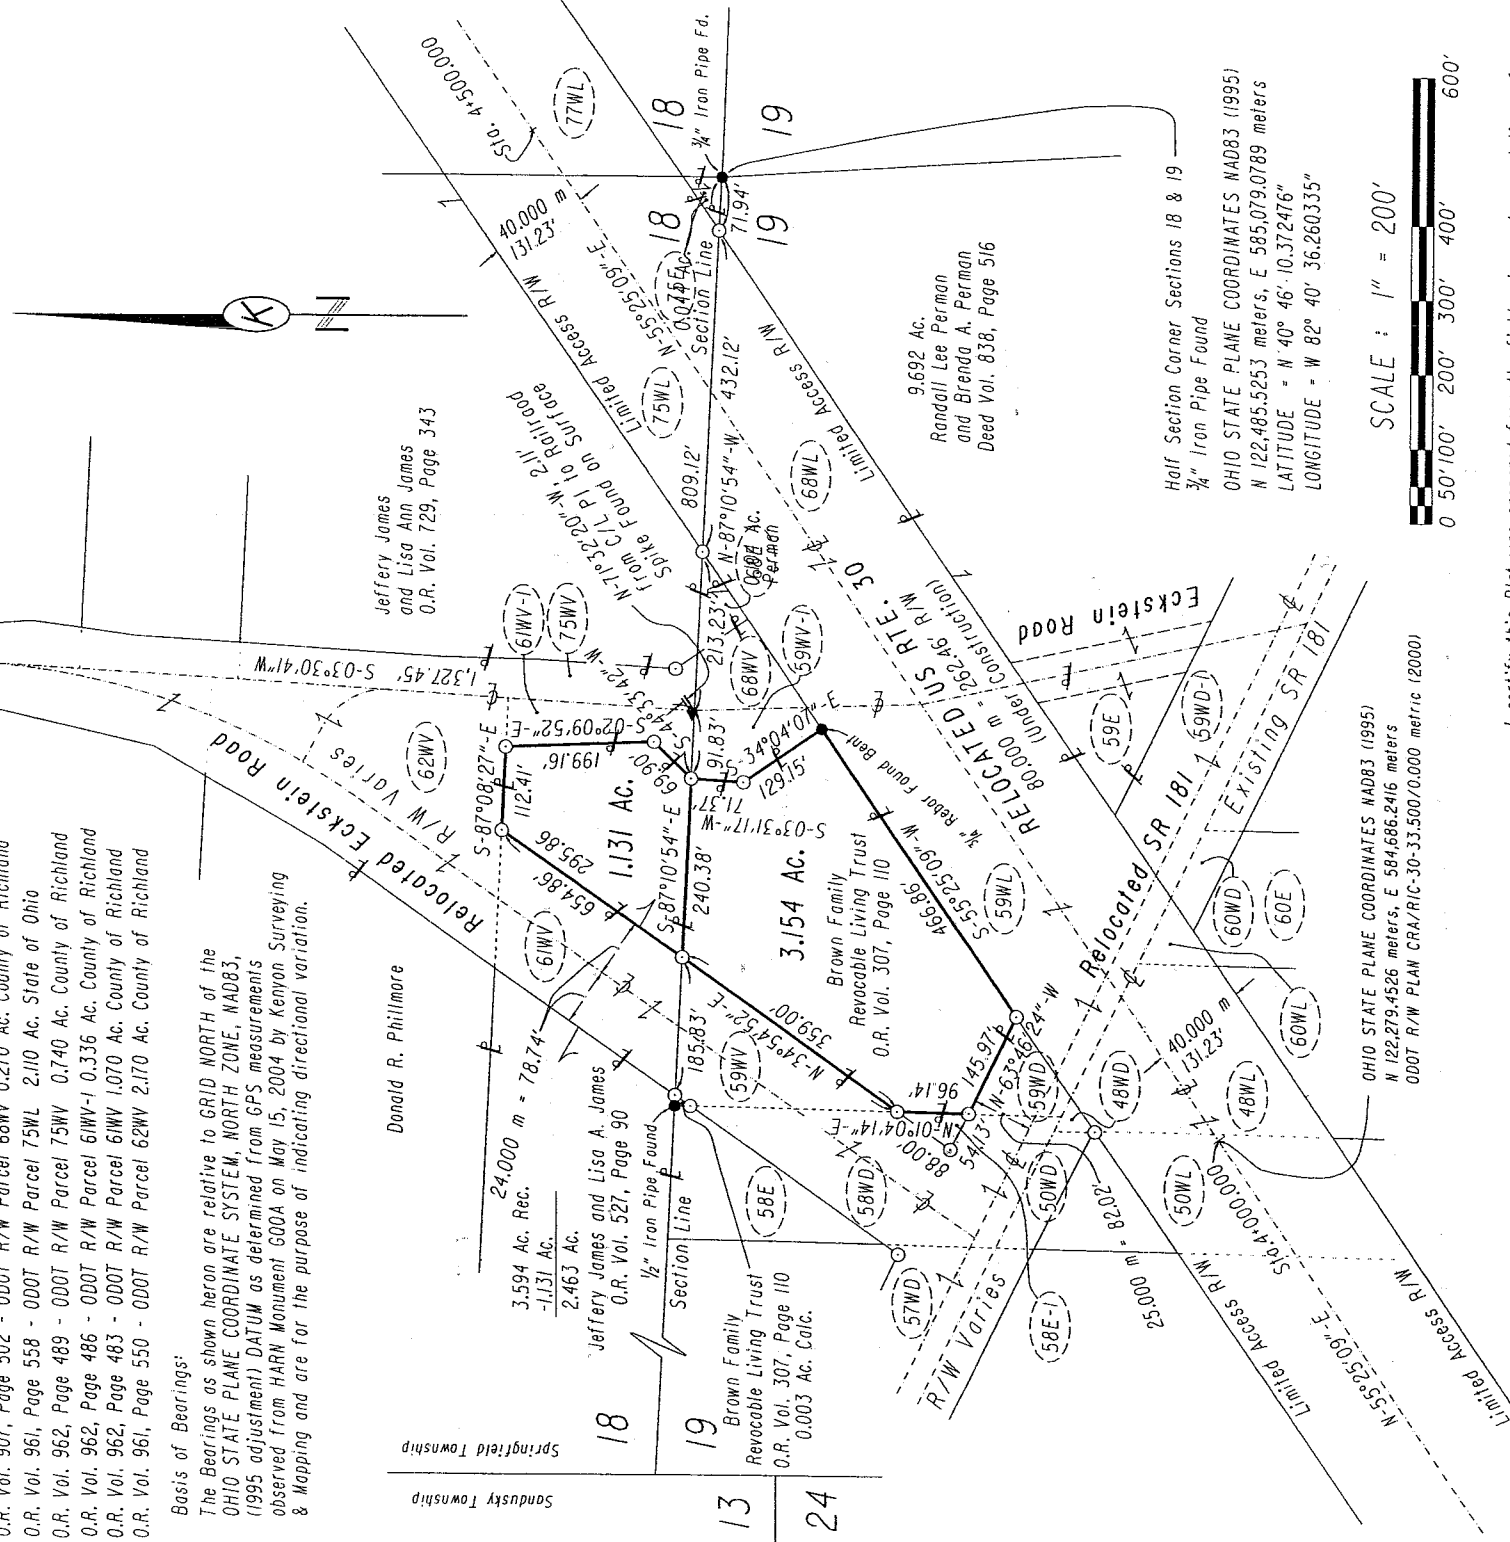 O.R. Vol. 961, Page 558 - ODOT R/W Parcel 75WL 2.110 Ac. State of Ohio
O.R. Vol. 962, Page 489 - ODOT R/W Parcel 75WV 0.740 Ac. County of Richland
O.R. Vol. 962, Page 486 - ODOT R/W Parcel 61WV-1 0.336 Ac. County of Richland
O.R. Vol. 962, Page 483 - ODOT R/W Parcel 61WV 1.070 Ac. County of Richland
O.R. Vol. 961, Page 550 - ODOT R/W Parcel 62WV 2.170 Ac. County of Richland
Basis of Bearings:
The Bearings as shown heron are relative to GRID NORTH of the
OHIO STATE PLANE COORDINATE SYSTEM, NORTH ZONE, NAD83,
(1995 adjustment) DATUM as determined from GPS measurements
observed from HARN Monument GOOA on May 15, 2004 by Kenyon Surveying
& Mapping and are for the purpose of indicating directional variation.
K
N
Jeffery James
and Lisa Ann James
O.R. Vol. 729, Page 343
Donald R. Phillmore
Relocated Eckstein Road
R/W Varies
62WV
S-03°30'41"W
1,327.45'
61WV-1
75WV
N-71°32'20"-W, 2.11'
from C/L PI to Railroad
Spike Found on Surface
Limited Access R/W
N-55°25'09"-E
40.000 m
131.23'
Sta. 4+500.000
77WL
75WL
75E
0.044 Ac.
Section Line
18
18
19
19
3/4" Iron Pipe Fd.
71.94'
432.12'
809.12'
N-87°10'54"-W
213.23'
S-87°08'27"-E
112.41'
S-02°09'52"-E
199.16'
S-44°33'42"-W
69.90'
1.131 Ac.
295.86
654.86'
61WV
S-87°10'54"-E
240.38'
91.83'
68WV
68E
Perman
59WV-1
S-03°31'17"-W
71.37'
S-34°04'07"-E
129.15'
3/4" Rebar Found Bent
3.154 Ac.
Brown Family
Revocable Living Trust
O.R. Vol. 307, Page 110
466.86'
S-55°25'09"-W
59WL
N-34°54'52"-E
359.00'
59WV
185.83'
24.000 m = 78.74'
3.594 Ac. Rec.
-1.131 Ac.
2.463 Ac.
Jeffery James and Lisa A. James
O.R. Vol. 527, Page 90
1/2" Iron Pipe Found
Section Line
18
19
Springfield Township
Sandusky Township
13
24
Brown Family
Revocable Living Trust
O.R. Vol. 307, Page 110
0.003 Ac. Calc.
58E
58WD
57WD
R/W Varies
58E-1
N-01°04'14"-E
96.14'
88.00'
54.13'
145.97'
N-63°46'24"-W
59WD
50WD
48WD
25.000 m = 82.02'
50WL
48WL
Sta. 4+000.000
40.000 m
131.23'
N-55°25'09"-E
Limited Access R/W
Limited Access R/W
RELOCATED US RTE. 30
80.000 m = 262.46' R/W
(Under Construction)
68WL
Limited Access R/W
Eckstein Road
59E
59WD-1
Relocated SR 181
Existing SR 181
60WD
60E
60WL
9.692 Ac.
Randall Lee Perman
and Brenda A. Perman
Deed Vol. 838, Page 516
Half Section Corner Sections 18 & 19
3/4" Iron Pipe Found
OHIO STATE PLANE COORDINATES NAD83 (1995)
N 122,485.5253 meters, E 585,079.0789 meters
LATITUDE = N 40° 46' 10.372476"
LONGITUDE = W 82° 40' 36.260335"
OHIO STATE PLANE COORDINATES NAD83 (1995)
N 122,279.4526 meters, E 584,686.2416 meters
ODOT R/W PLAN CRA/RIC-30-33.500/0.000 metric (2000)
SCALE : 1" = 200'
0 50' 100' 200' 300' 400' 600'